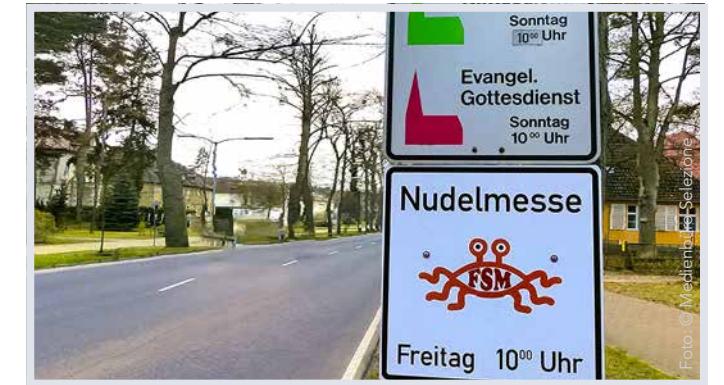 Sonntag
10⁰⁰ Uhr
Evangel.
Gottesdienst
Sonntag
10⁰⁰ Uhr
Nudelmesse
FSM
Freitag 10⁰⁰ Uhr
Foto: © Medienbüro Selezione